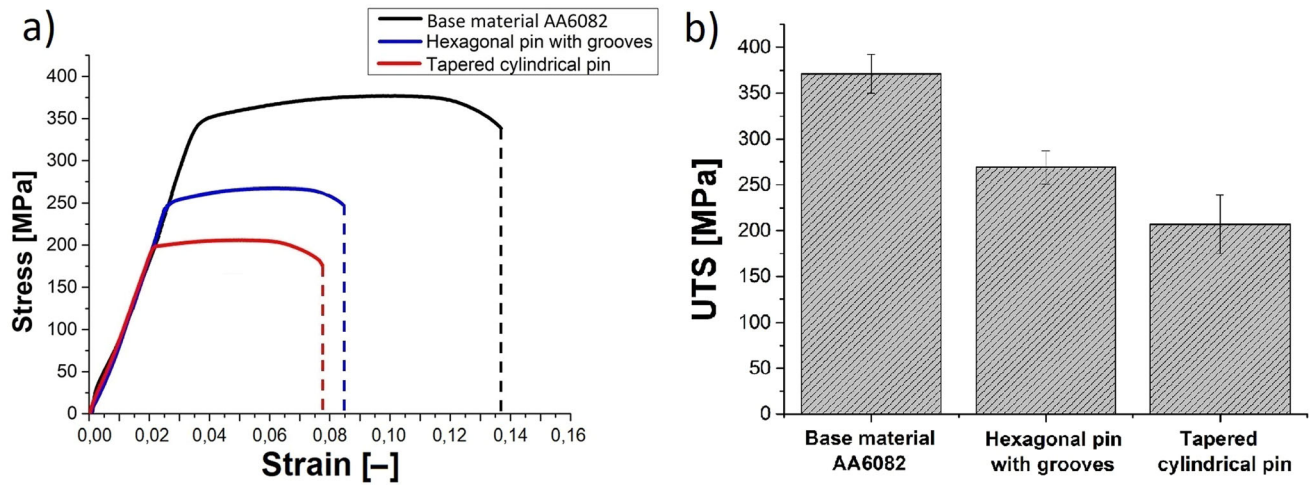 a)
Base material AA6082
Hexagonal pin with grooves
Tapered cylindrical pin
Stress [MPa]
400
350
300
250
200
150
100
50
0
0,00 0,02 0,04 0,06 0,08 0,10 0,12 0,14 0,16
Strain [–]
b)
UTS [MPa]
400
350
300
250
200
250
150
100
50
0
Base material
AA6082
Hexagonal pin
with grooves
Tapered
cylindrical pin